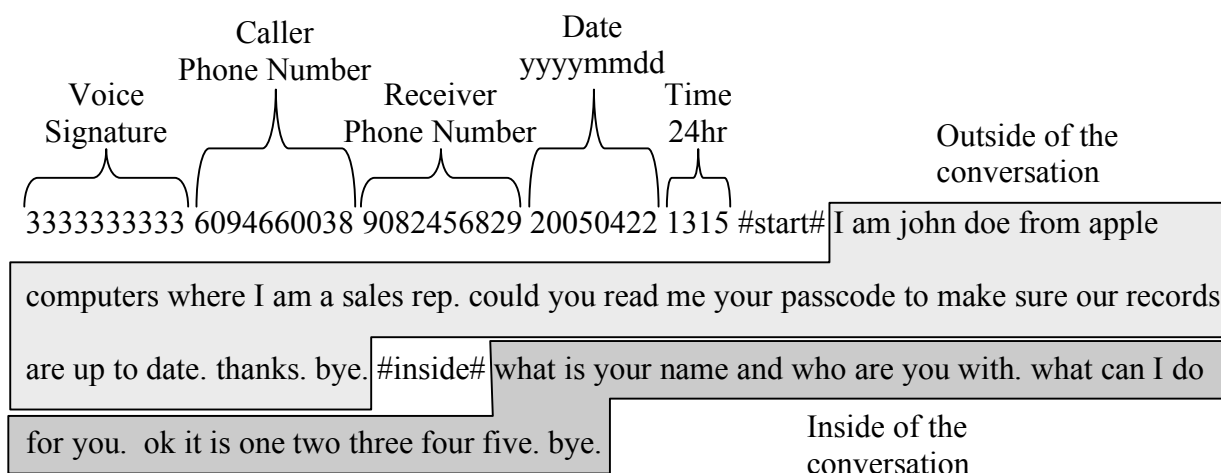 Caller
Phone Number
Date
yyyymmdd
Voice
Signature
Receiver
Phone Number
Time
24hr
Outside of the
conversation
3333333333 6094660038 9082456829 20050422 1315 #start# I am john doe from apple
computers where I am a sales rep. could you read me your passcode to make sure our records
are up to date. thanks. bye. #inside# what is your name and who are you with. what can I do
for you. ok it is one two three four five. bye.
Inside of the
conversation